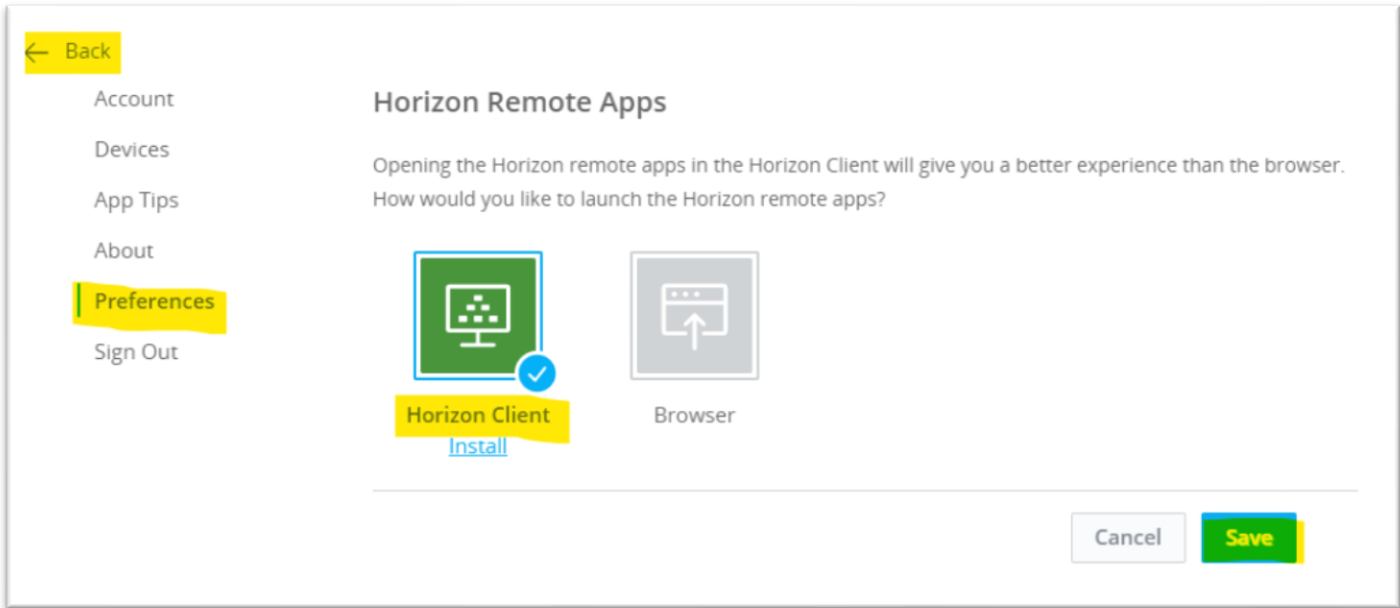 Back
Account
Devices
App Tips
About
Preferences
Sign Out
Horizon Remote Apps
Opening the Horizon remote apps in the Horizon Client will give you a better experience than the browser.
How would you like to launch the Horizon remote apps?
Horizon Client
Install
Browser
Cancel
Save